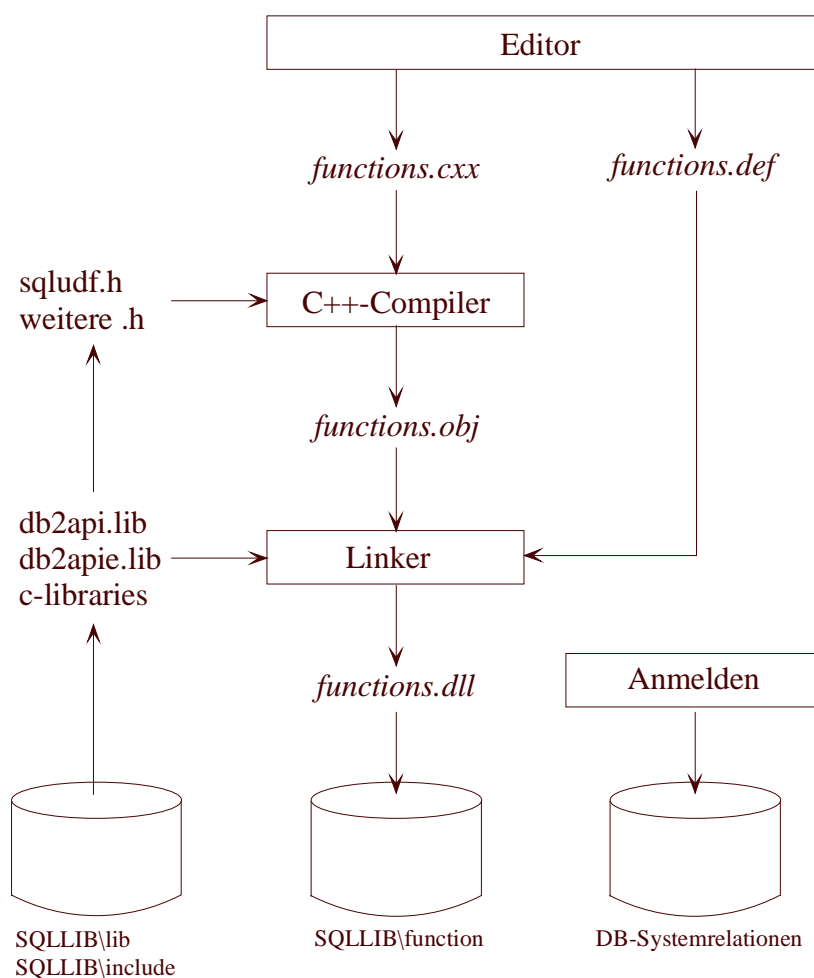 Editor
functions.cxx
functions.def
sqludf.h
weitere .h
C++-Compiler
functions.obj
db2api.lib
db2apie.lib
c-libraries
Linker
functions.dll
Anmelden
SQLLIB\lib
SQLLIB\include
SQLLIB\function
DB-Systemrelationen